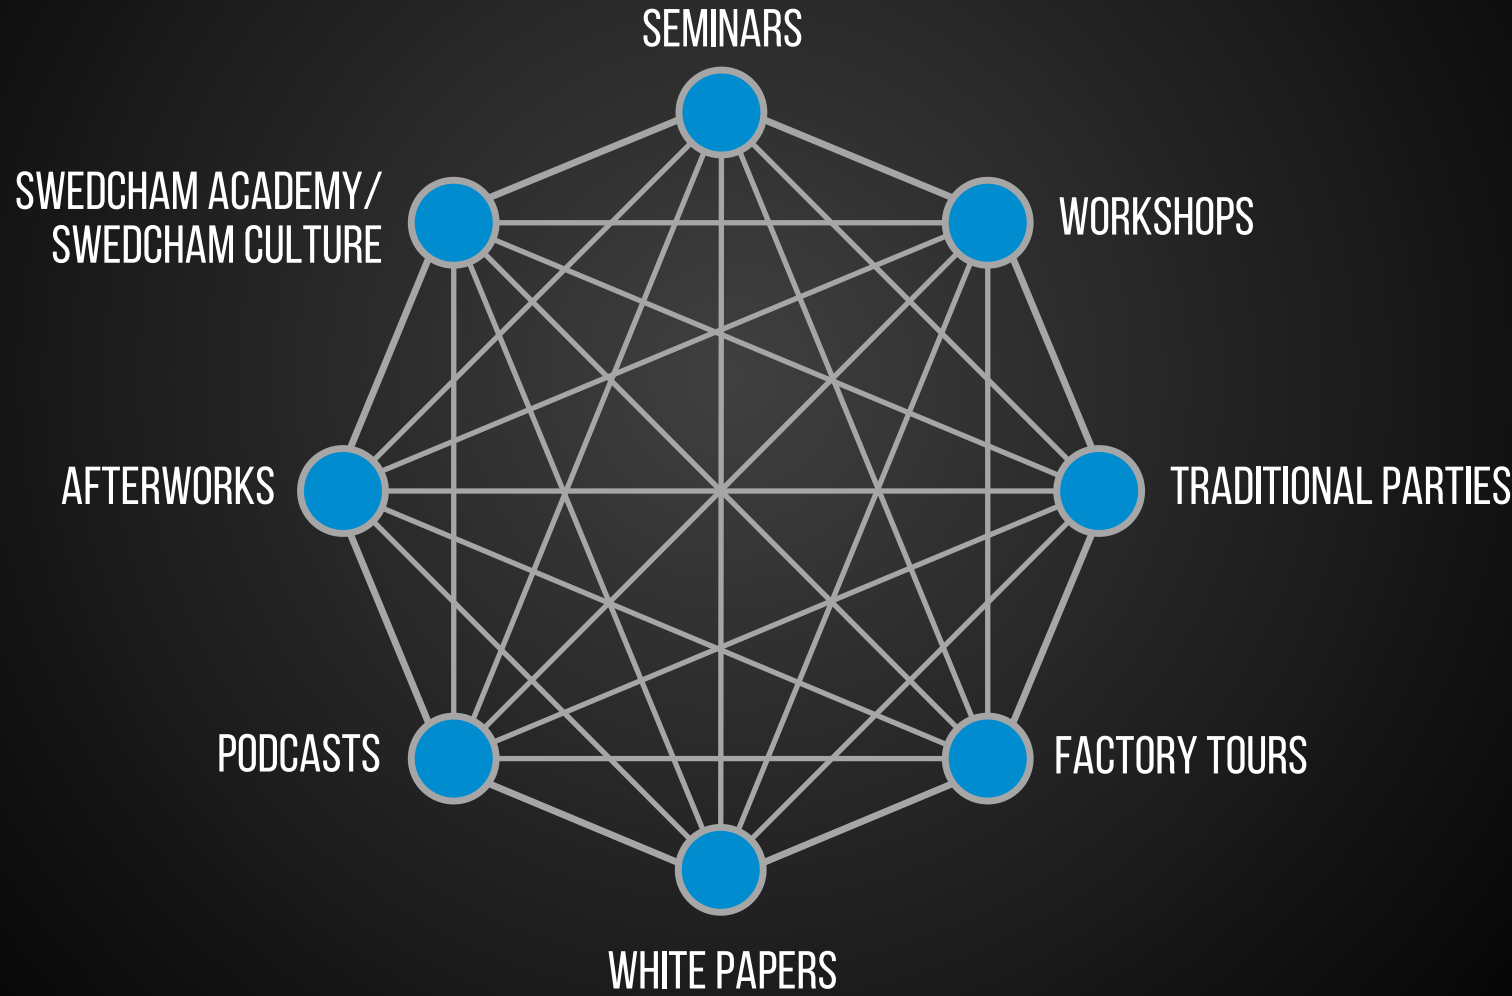 SEMINARS
SWEDCHAM ACADEMY/
SWEDCHAM CULTURE
WORKSHOPS
AFTERWORKS
TRADITIONAL PARTIES
PODCASTS
FACTORY TOURS
WHITE PAPERS